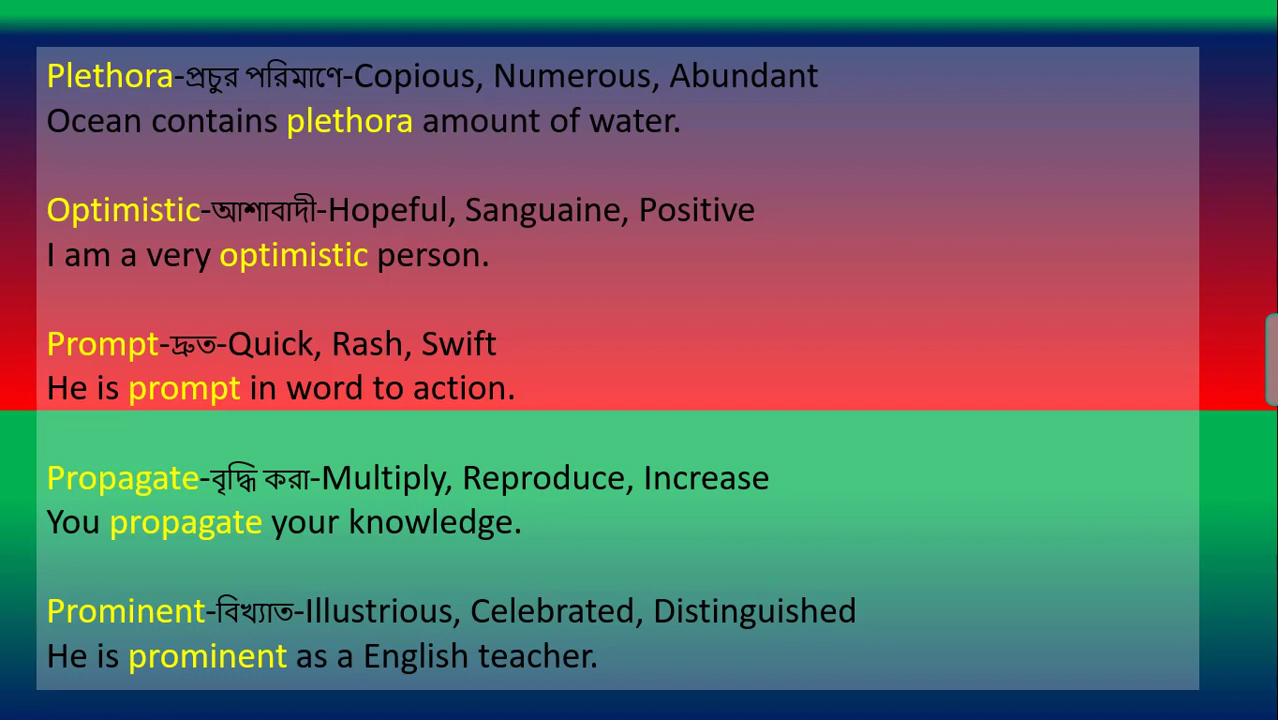 Plethora-প্রচুর পরিমাণে-Copious, Numerous, Abundant
Ocean contains plethora amount of water.
Optimistic-আশাবাদী-Hopeful, Sanguaine, Positive
I am a very optimistic person.
Prompt-দ্রুত-Quick, Rash, Swift
He is prompt in word to action.
Propagate-বৃদ্ধি করা-Multiply, Reproduce, Increase
You propagate your knowledge.
Prominent-বিখ্যাত-Illustrious, Celebrated, Distinguished
He is prominent as a English teacher.